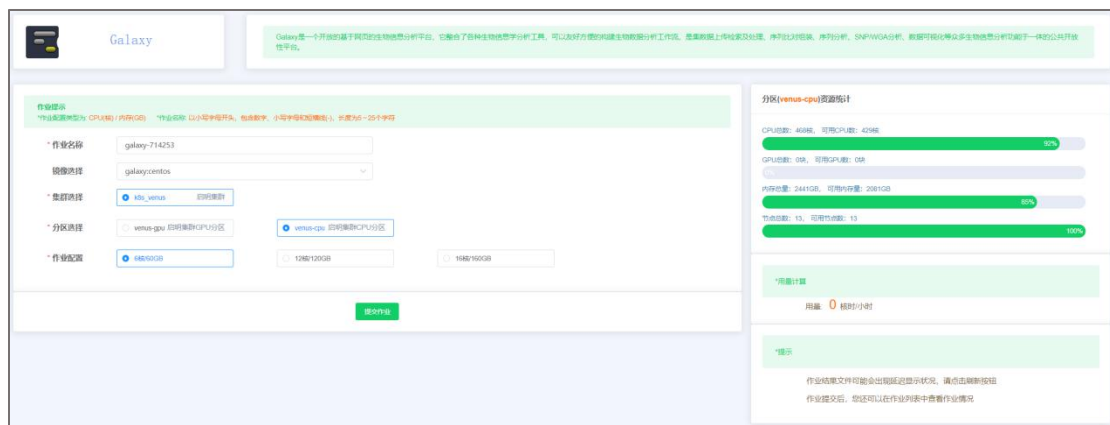 Galaxy
Galaxy是一个开放的基于网页的生物信息分析平台，它整合了各种生物信息学分析工具，可以友好方便的构建生物数据分析工作流，是集数据上传检索及处理、序列比对组装、序列分析、SNP/WGA分析、数据可视化等众多生物信息分析功能于一体的公共开放
性平台。
作业提示
*作业配置类型为: CPU(核) / 内存(GB) *作业名称: 以小写字母开头，包含数字、小写字母和短横线(-)，长度为5～25个字符
* 作业名称 galaxy-714253
镜像选择 galaxy:centos
* 集群选择 k8s_venus 启明集群
* 分区选择 venus-gpu 启明集群GPU分区 venus-cpu 启明集群CPU分区
* 作业配置 6核/60GB 12核/120GB 16核/160GB
提交作业
分区(venus-cpu)资源统计
CPU总数：468核，可用CPU数：429核
92%
GPU总数：0块，可用GPU数：0块
0%
内存总量：2441GB，可用内存量：2081GB
85%
节点总数：13，可用节点数：13
100%
*用量计算
用量: 0 核时/小时
*提示
作业结果文件可能会出现延迟显示状况，请点击刷新按钮
作业提交后，您还可以在作业列表中查看作业情况